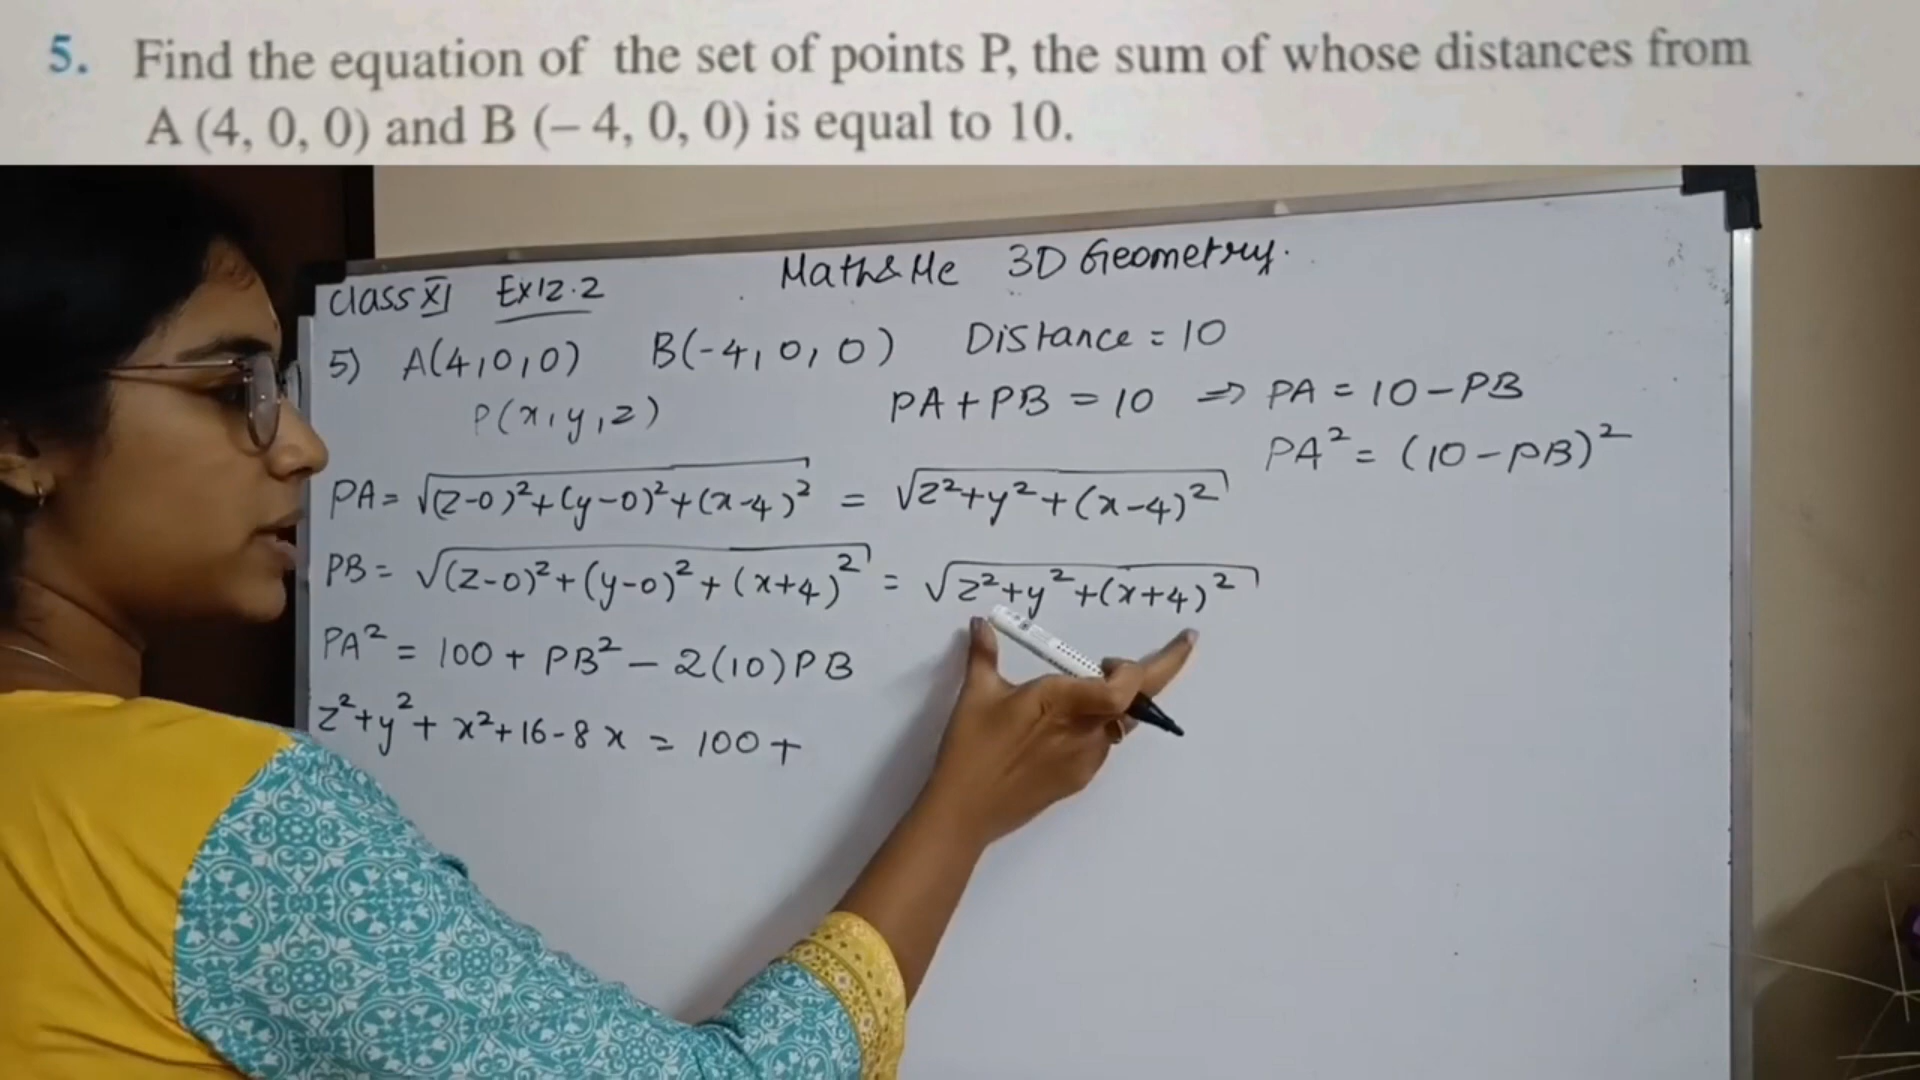 5. Find the equation of the set of points P, the sum of whose distances from
A (4, 0, 0) and B (– 4, 0, 0) is equal to 10.
Math&Me 3D Geometry.
Class XI Ex12.2
5) A(4,0,0) B(-4,0,0) Distance = 10
P(x,y,z) PA+PB = 10 ⇒ PA = 10-PB
PA² = (10-PB)²
PA = √(z-0)²+(y-0)²+(x-4)² = √z²+y²+(x-4)²
PB = √(z-0)²+(y-0)²+(x+4)² = √z²+y²+(x+4)²
PA² = 100 + PB² - 2(10)PB
z²+y²+x²+16-8x = 100+